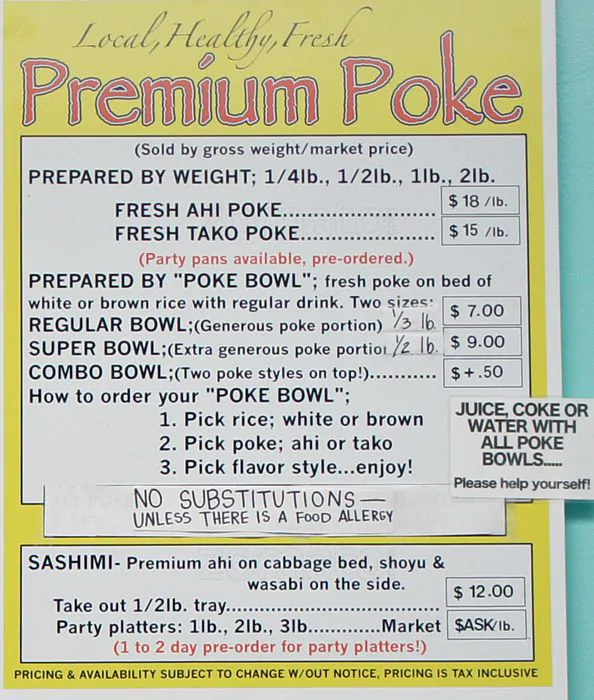 Local, Healthy, Fresh
Premium Poke
(Sold by gross weight/market price)
PREPARED BY WEIGHT; 1/4lb., 1/2lb., 1lb., 2lb.
FRESH AHI POKE.......................... $ 18 /lb.
FRESH TAKO POKE....................... $ 15 /lb.
(Party pans available, pre-ordered.)
PREPARED BY "POKE BOWL"; fresh poke on bed of
white or brown rice with regular drink. Two sizes:
REGULAR BOWL;(Generous poke portion) 1/3 lb. $ 7.00
SUPER BOWL;(Extra generous poke portion 1/2 lb. $ 9.00
COMBO BOWL;(Two poke styles on top!)........... $ +.50
How to order your "POKE BOWL";
1. Pick rice; white or brown
2. Pick poke; ahi or tako
3. Pick flavor style...enjoy!
JUICE, COKE OR
WATER WITH
ALL POKE
BOWLS.....
Please help yourself!
NO SUBSTITUTIONS—
UNLESS THERE IS A FOOD ALLERGY
SASHIMI- Premium ahi on cabbage bed, shoyu &
wasabi on the side.
Take out 1/2lb. tray................................... $ 12.00
Party platters: 1lb., 2lb., 3lb............Market $ASK/lb.
(1 to 2 day pre-order for party platters!)
PRICING & AVAILABILITY SUBJECT TO CHANGE W/OUT NOTICE, PRICING IS TAX INCLUSIVE